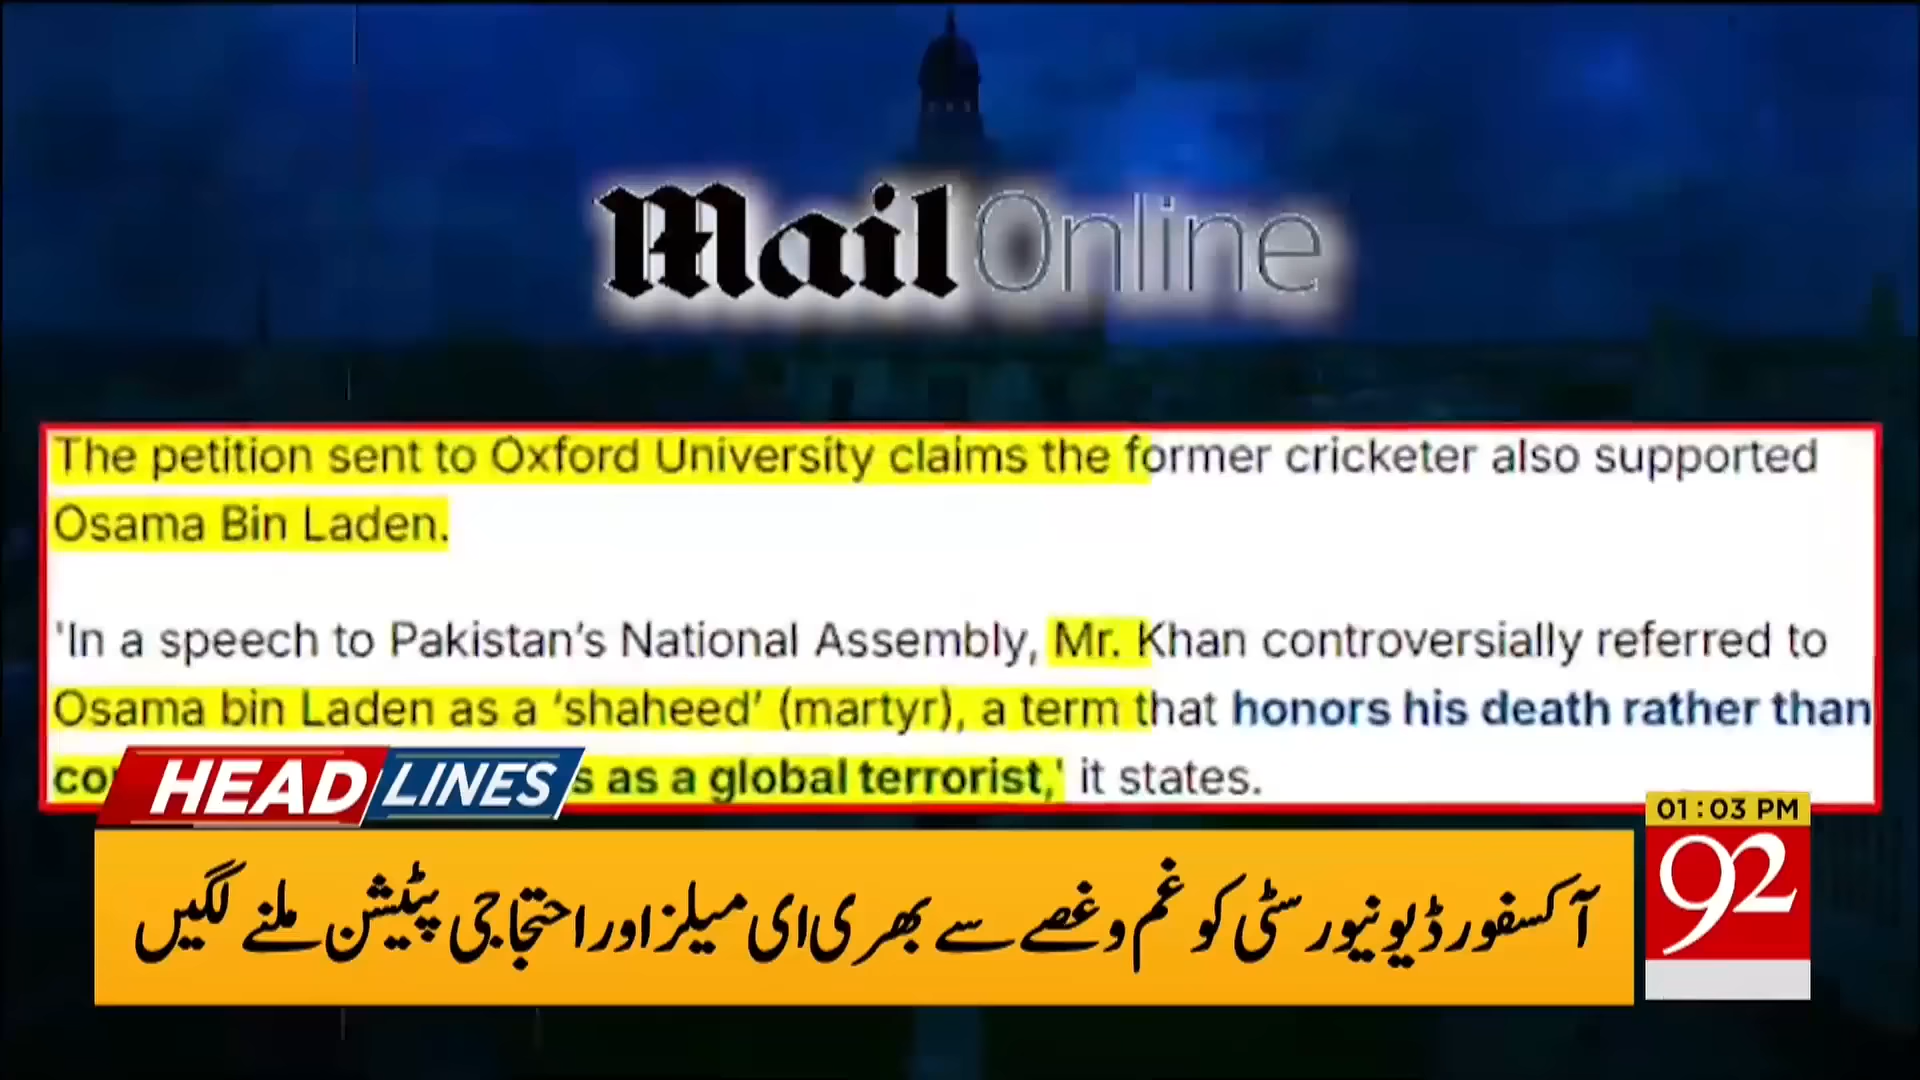 Mail Online
The petition sent to Oxford University claims the former cricketer also supported
Osama Bin Laden.
'In a speech to Pakistan's National Assembly, Mr. Khan controversially referred to
Osama bin Laden as a 'shaheed' (martyr), a term that honors his death rather than
as a global terrorist,' it states.
HEADLINES
01:03 PM
92
آکسفورڈ یونیورسٹی کو غم و غصے سے بھری ای میلز اور احتجاجی پٹیشن ملنے لگیں